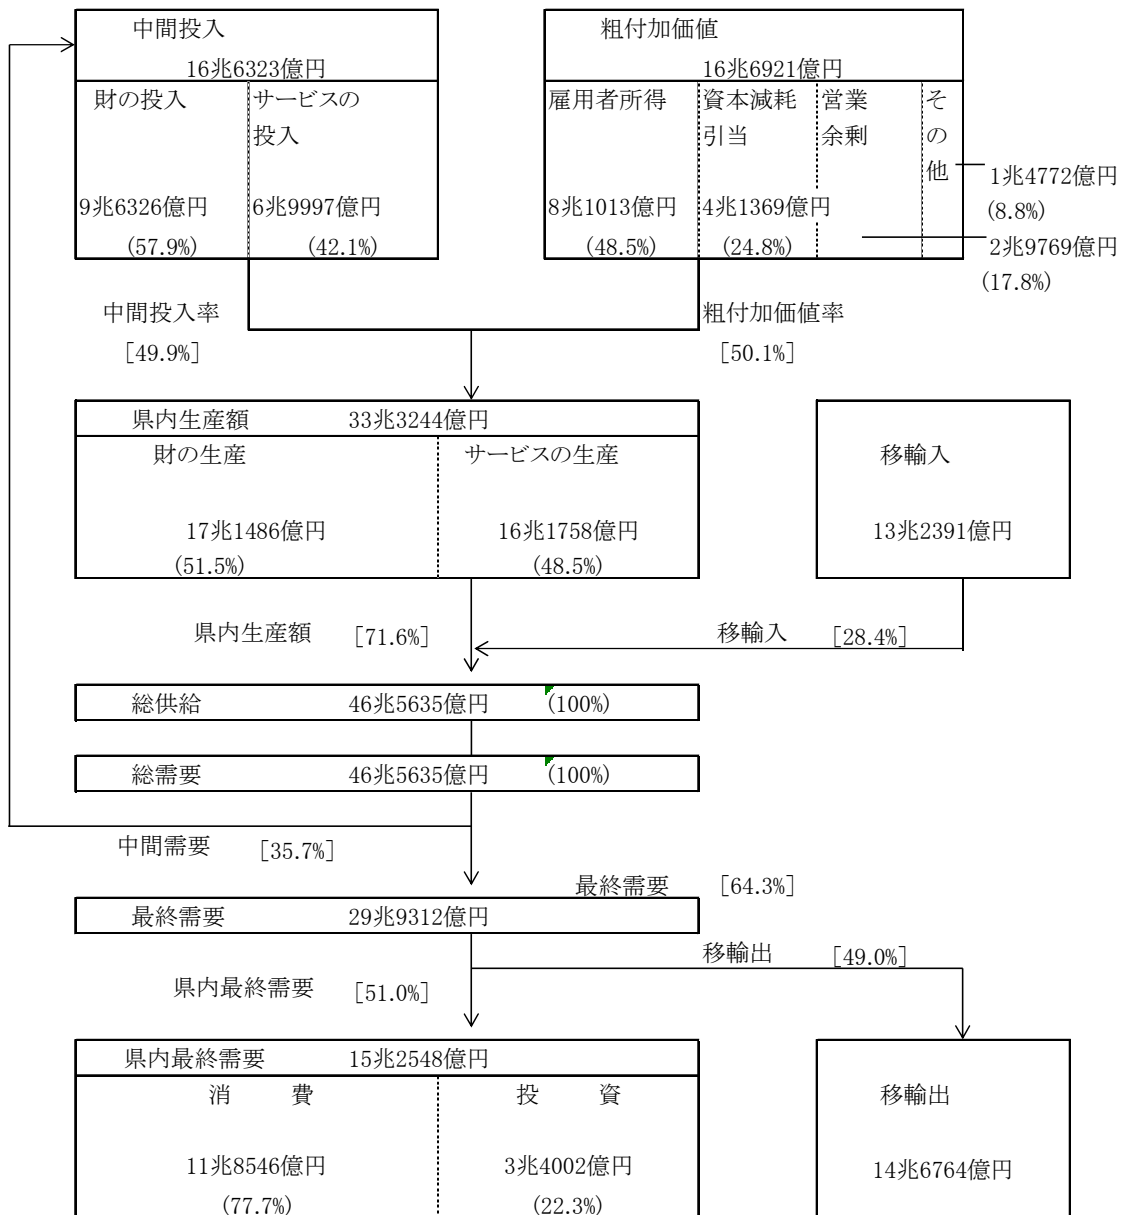 中間投入
16兆6323億円
財の投入
サービスの
投入
9兆6326億円
6兆9997億円
(57.9%)
(42.1%)
粗付加価値
16兆6921億円
雇用者所得
資本減耗
引当
営業
余剰
そ
の
他
8兆1013億円
4兆1369億円
(48.5%)
(24.8%)
1兆4772億円
(8.8%)
2兆9769億円
(17.8%)
中間投入率
[49.9%]
粗付加価値率
[50.1%]
県内生産額 33兆3244億円
財の生産
サービスの生産
17兆1486億円
16兆1758億円
(51.5%)
(48.5%)
移輸入
13兆2391億円
県内生産額 [71.6%]
移輸入 [28.4%]
総供給 46兆5635億円 (100%)
総需要 46兆5635億円 (100%)
中間需要 [35.7%]
最終需要 [64.3%]
最終需要 29兆9312億円
移輸出 [49.0%]
県内最終需要 [51.0%]
県内最終需要 15兆2548億円
消 費
投 資
11兆8546億円
3兆4002億円
(77.7%)
(22.3%)
移輸出
14兆6764億円